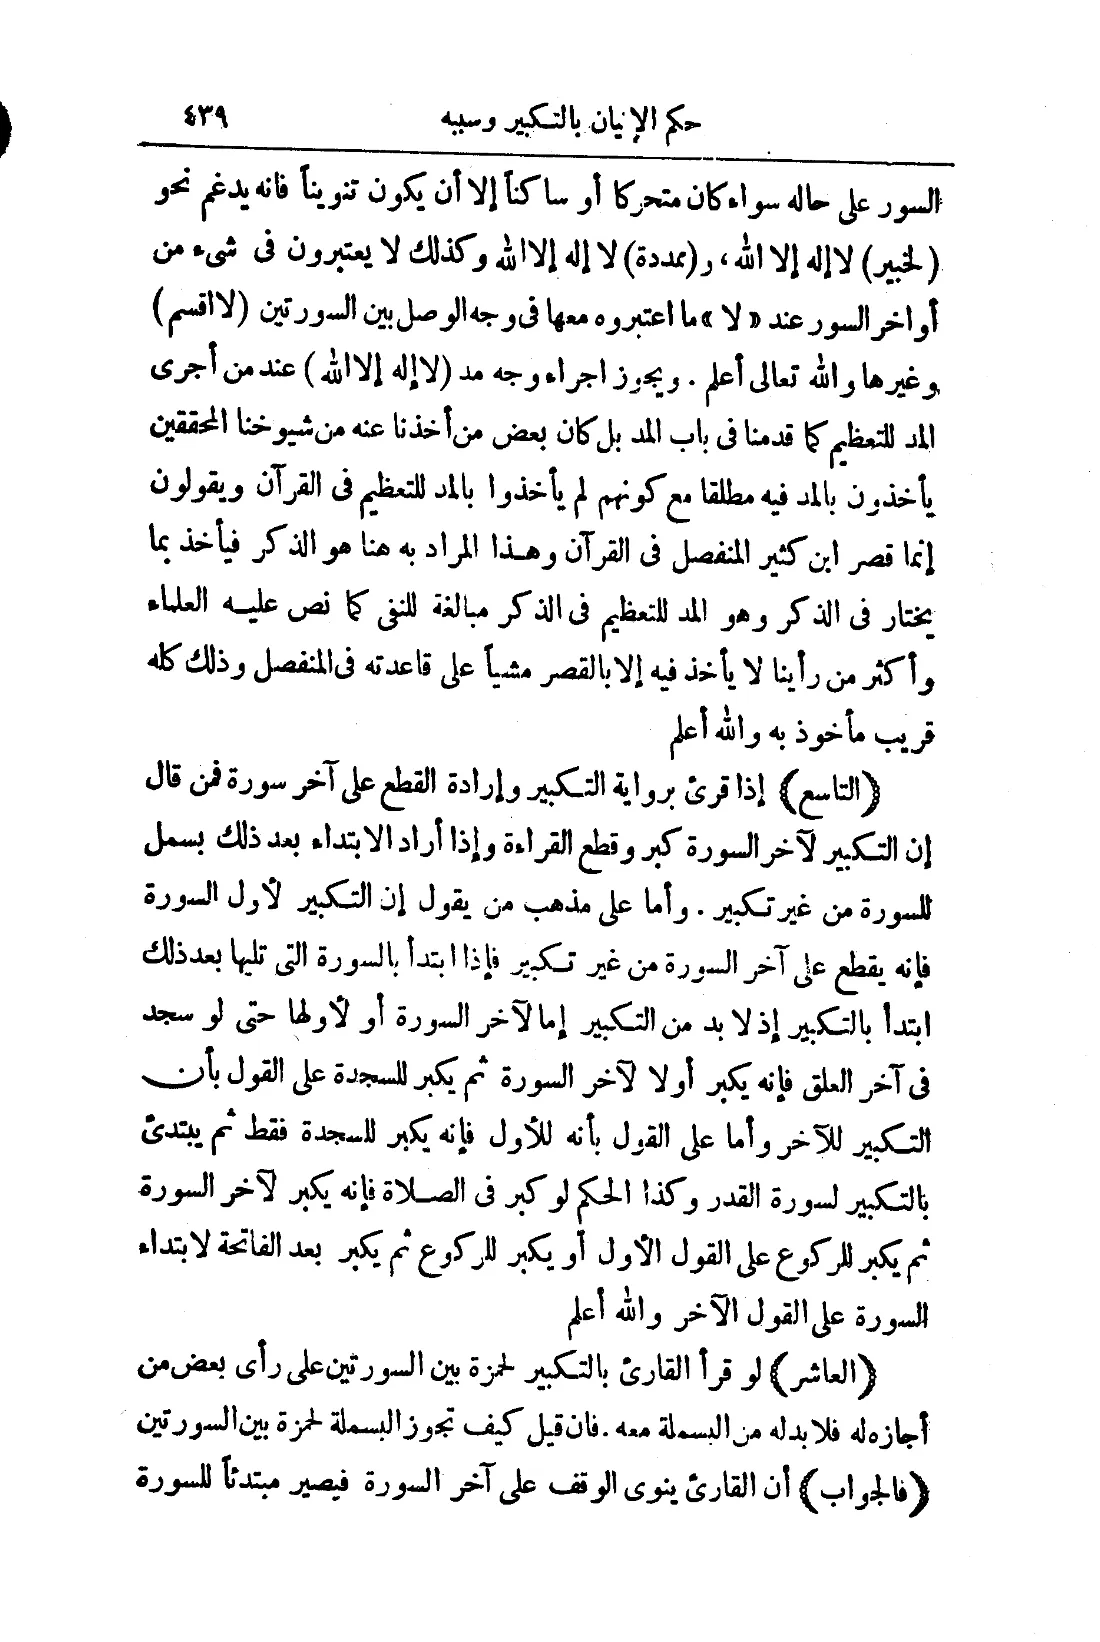 حكم الإتيان بالتكبير وسببه ٤٣٩
السور على حاله سواء كان متحركا أو ساكناً إلا أن يكون تنويناً فانه يدغم نحو
(لخبير) لا إله إلا الله ، و (ممددة) لا إله إلا الله وكذلك لا يعتبرون فى شىء من
أواخر السور عند «لا» ما اعتبروه معها فى وجه الوصل بين السورتين (لا اقسم)
وغيرها والله تعالى أعلم . ويجوز اجراء وجه مد (لا إله إلا الله) عند من أجرى
المد للتعظيم كما قدمنا فى باب المد بل كان بعض من أخذنا عنه من شيوخنا المحققين
يأخذون بالمد فيه مطلقا مع كونهم لم يأخذوا بالمد للتعظيم فى القرآن ويقولون
إنما قصر ابن كثير المنفصل فى القرآن وهذا المراد به هنا هو الذكر فيأخذ بما
يختار فى الذكر وهو المد للتعظيم فى الذكر مبالغة للنفى كما نص عليه العلماء
وأكثر من رأينا لا يأخذ فيه إلا بالقصر مشياً على قاعدته فى المنفصل وذلك كله
قريب مأخوذ به والله أعلم
(التاسع) إذا قرئ برواية التكبير وإرادة القطع على آخر سورة فمن قال
إن التكبير لآخر السورة كبر وقطع القراءة وإذا أراد الابتداء بعد ذلك بسمل
للسورة من غير تكبير . وأما على مذهب من يقول إن التكبير لأول السورة
فإنه يقطع على آخر السورة من غير تكبير فإذا ابتدأ بالسورة التى تليها بعد ذلك
ابتدأ بالتكبير إذ لا بد من التكبير إما لآخر السورة أو لأولها حتى لو سجد
فى آخر العلق فإنه يكبر أولا لآخر السورة ثم يكبر للسجدة على القول بأن
التكبير للآخر وأما على القول بأنه للأول فإنه يكبر للسجدة فقط ثم يبتدئ
بالتكبير لسورة القدر وكذا الحكم لو كبر فى الصلاة فإنه يكبر لآخر السورة
ثم يكبر للركوع على القول الأول أو يكبر للركوع ثم يكبر بعد الفاتحة لابتداء
السورة على القول الآخر والله أعلم
(العاشر) لو قرأ القارئ بالتكبير لحمزة بين السورتين على رأى بعض من
أجازه له فلا بد له من البسملة معه . فان قيل كيف تجوز البسملة لحمزة بين السورتين
(فالجواب) أن القارئ ينوى الوقف على آخر السورة فيصير مبتدئاً للسورة